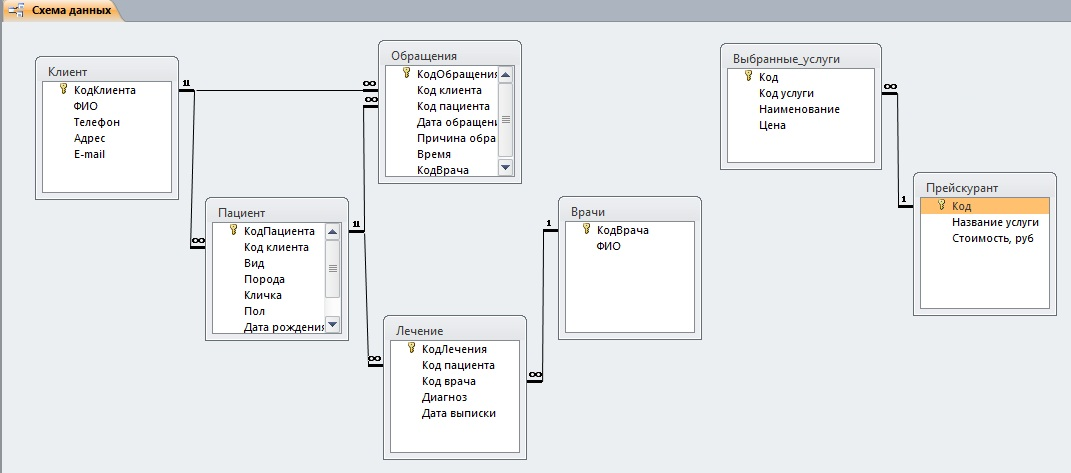 Схема данных
Клиент
КодКлиента
ФИО
Телефон
Адрес
E-mail
1
1
∞
∞
∞
Обращения
КодОбращения
Код клиента
Код пациента
Дата обращен
Причина обра
Время
КодВрача
Пациент
КодПациента
Код клиента
Вид
Порода
Кличка
Пол
Дата рождения
1
1
∞
Лечение
КодЛечения
Код пациента
Код врача
Диагноз
Дата выписки
∞
1
Врачи
КодВрача
ФИО
Выбранные_услуги
Код
Код услуги
Наименование
Цена
∞
1
Прейскурант
Код
Название услуги
Стоимость, руб